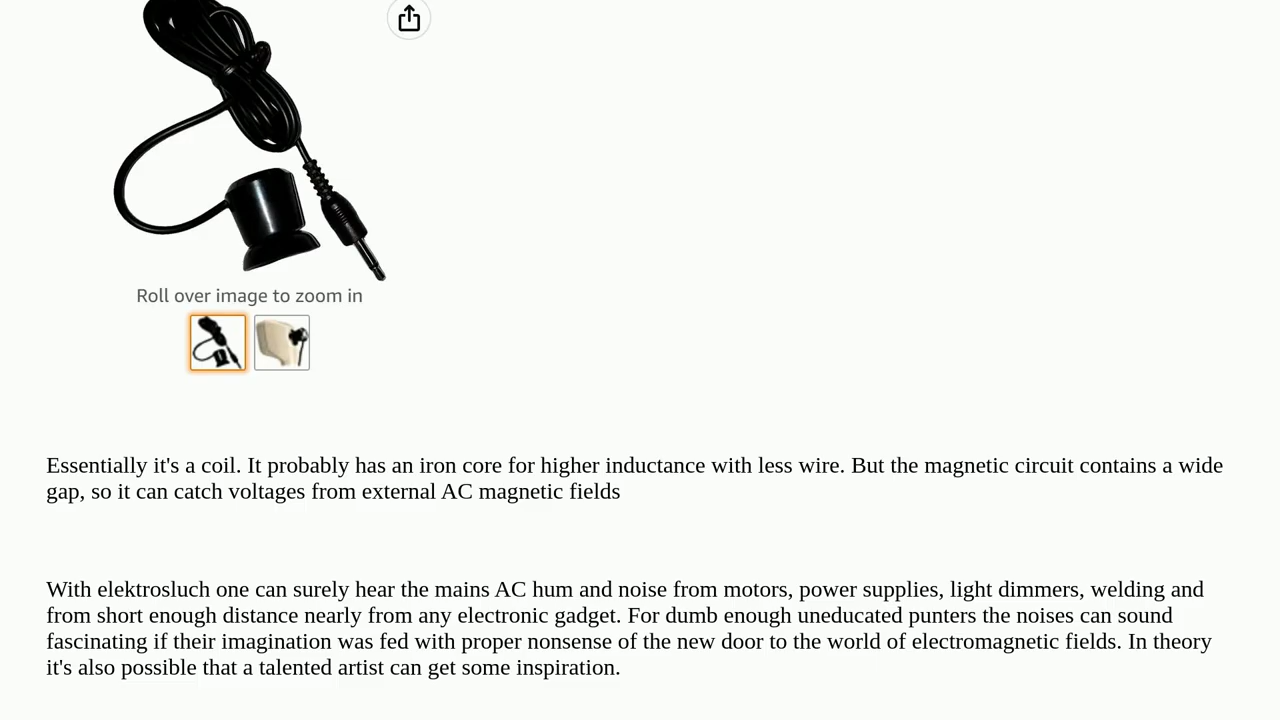 Roll over image to zoom in
Essentially it's a coil. It probably has an iron core for higher inductance with less wire. But the magnetic circuit contains a wide
gap, so it can catch voltages from external AC magnetic fields
With elektrosluch one can surely hear the mains AC hum and noise from motors, power supplies, light dimmers, welding and
from short enough distance nearly from any electronic gadget. For dumb enough uneducated punters the noises can sound
fascinating if their imagination was fed with proper nonsense of the new door to the world of electromagnetic fields. In theory
it's also possible that a talented artist can get some inspiration.